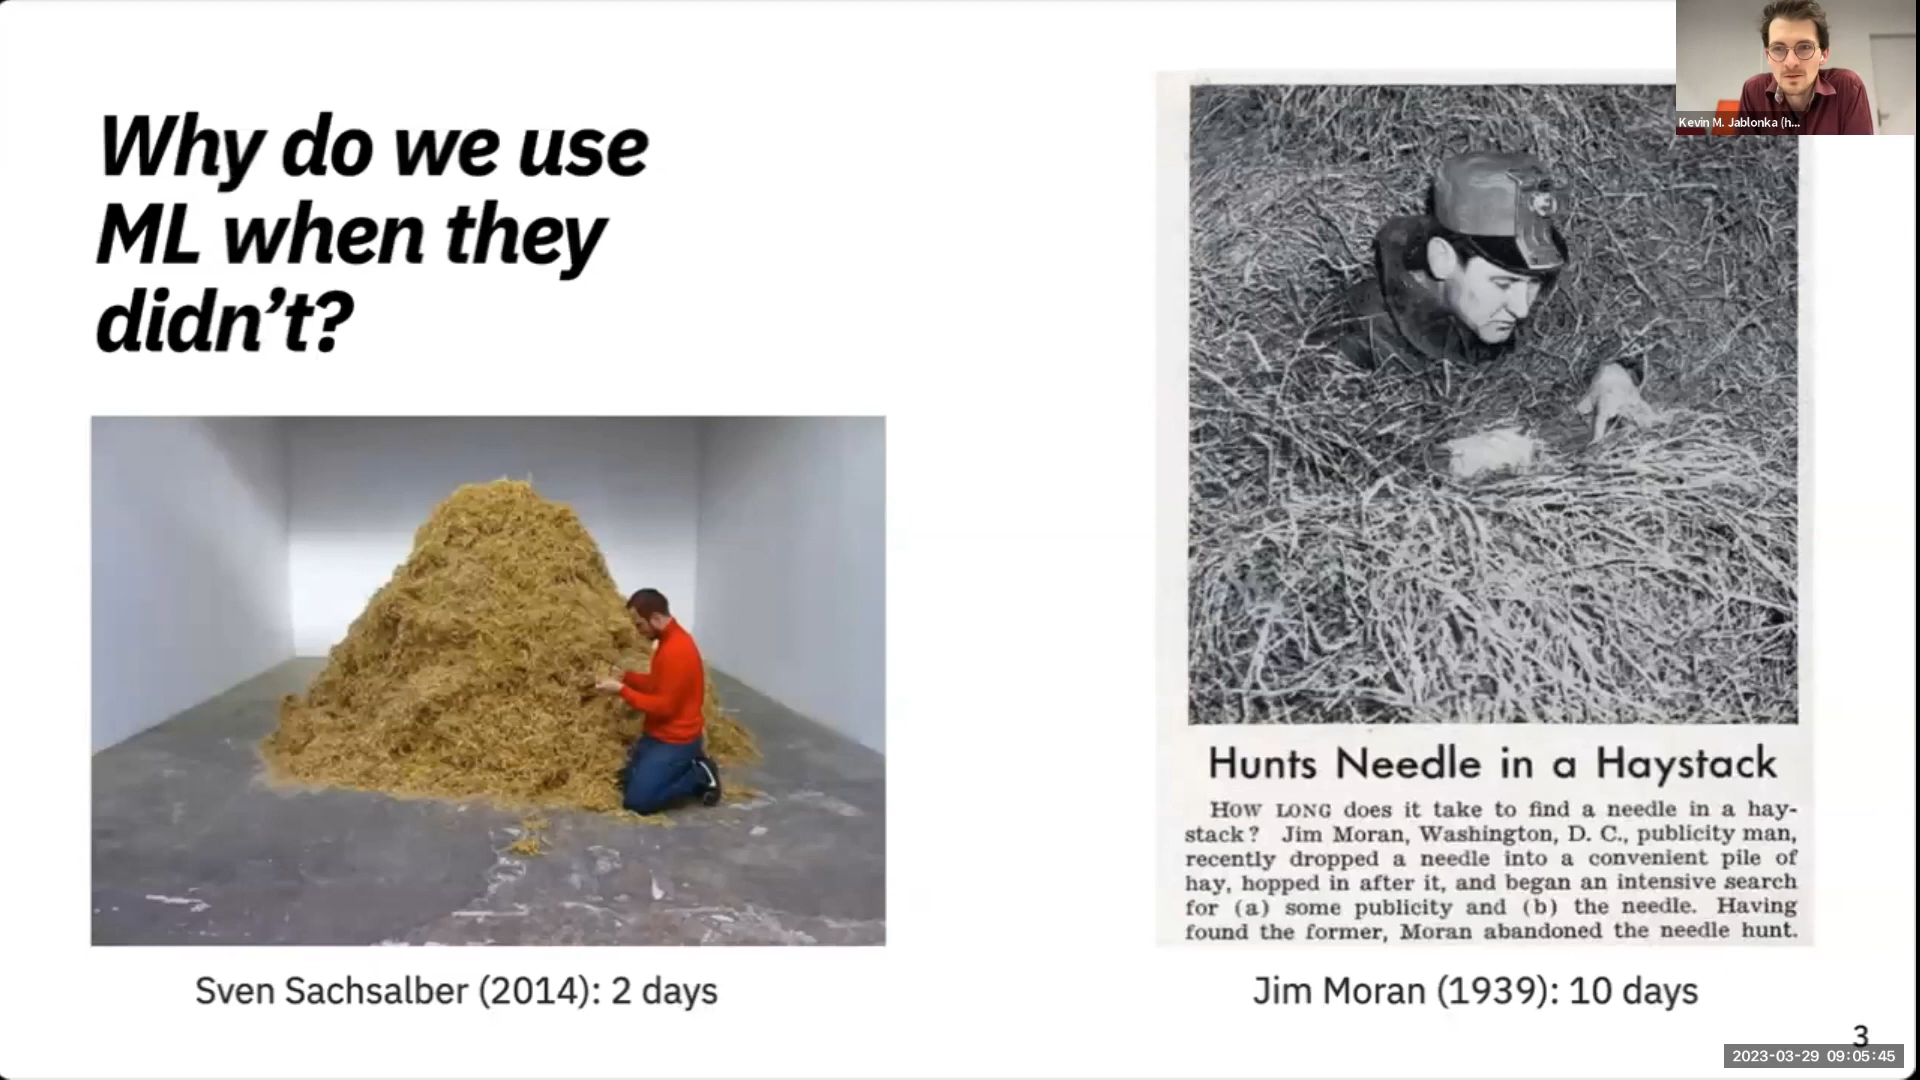 Why do we use
ML when they
didn't?
Kevin M. Jablonka (h...
Hunts Needle in a Haystack
How long does it take to find a needle in a hay-
stack? Jim Moran, Washington, D. C., publicity man,
recently dropped a needle into a convenient pile of
hay, hopped in after it, and began an intensive search
for (a) some publicity and (b) the needle. Having
found the former, Moran abandoned the needle hunt.
Sven Sachsalber (2014): 2 days
Jim Moran (1939): 10 days
3
2023-03-29 09:05:45